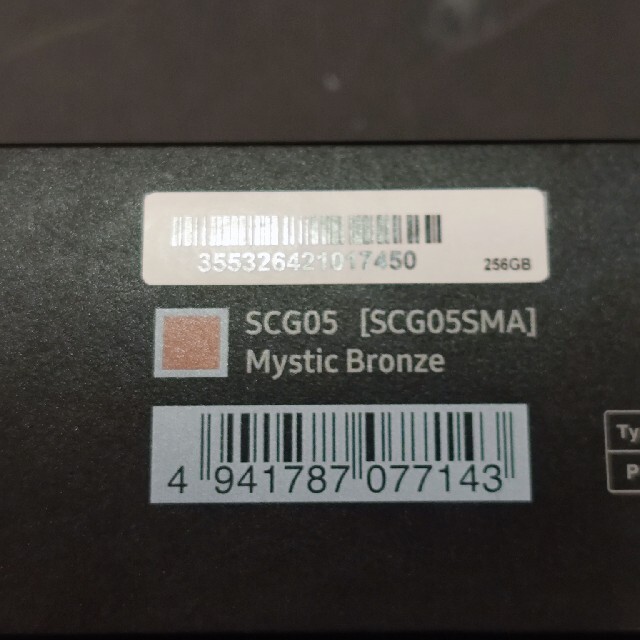 355326421017450
256GB
SCG05 [SCG05SMA]
Mystic Bronze
4 941787 077143